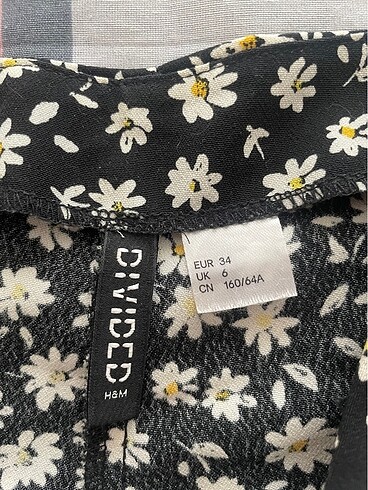 DIVIDED
H&M
EUR 34
UK 6
CN 160/64A